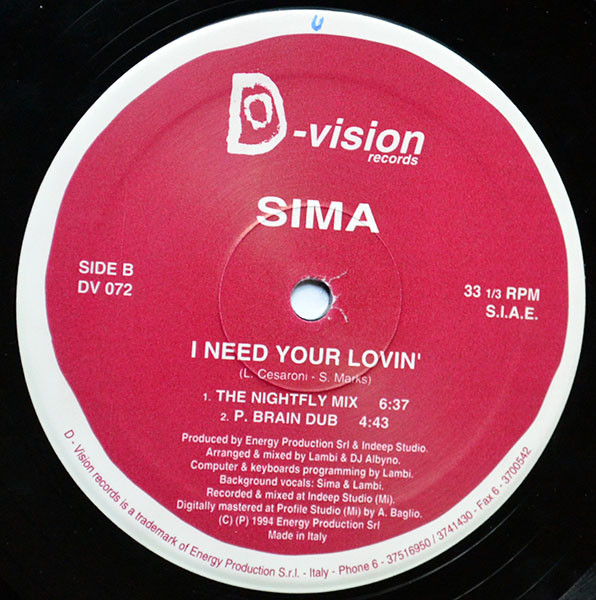 U
D-vision
records
SIMA
SIDE B
DV 072
33 1/3 RPM
S.I.A.E.
I NEED YOUR LOVIN'
(L. Cesaroni - S. Marks)
1. THE NIGHTFLY MIX 6:37
2. P. BRAIN DUB 4:43
Produced by Energy Production Srl & Indeep Studio.
Arranged & mixed by Lambi & DJ Albyno.
Computer & keyboards programming by Lambi.
Background vocals: Sima & Lambi.
Recorded & mixed at Indeep Studio (Mi).
Digitally mastered at Profile Studio (Mi) by A. Baglio.
(C) (P) 1994 Energy Production Srl
Made in Italy
D - Vision records is a trademark of Energy Production S.r.l. - Italy - Phone 6 - 37516950 / 3741430 - Fax 6 - 3700542